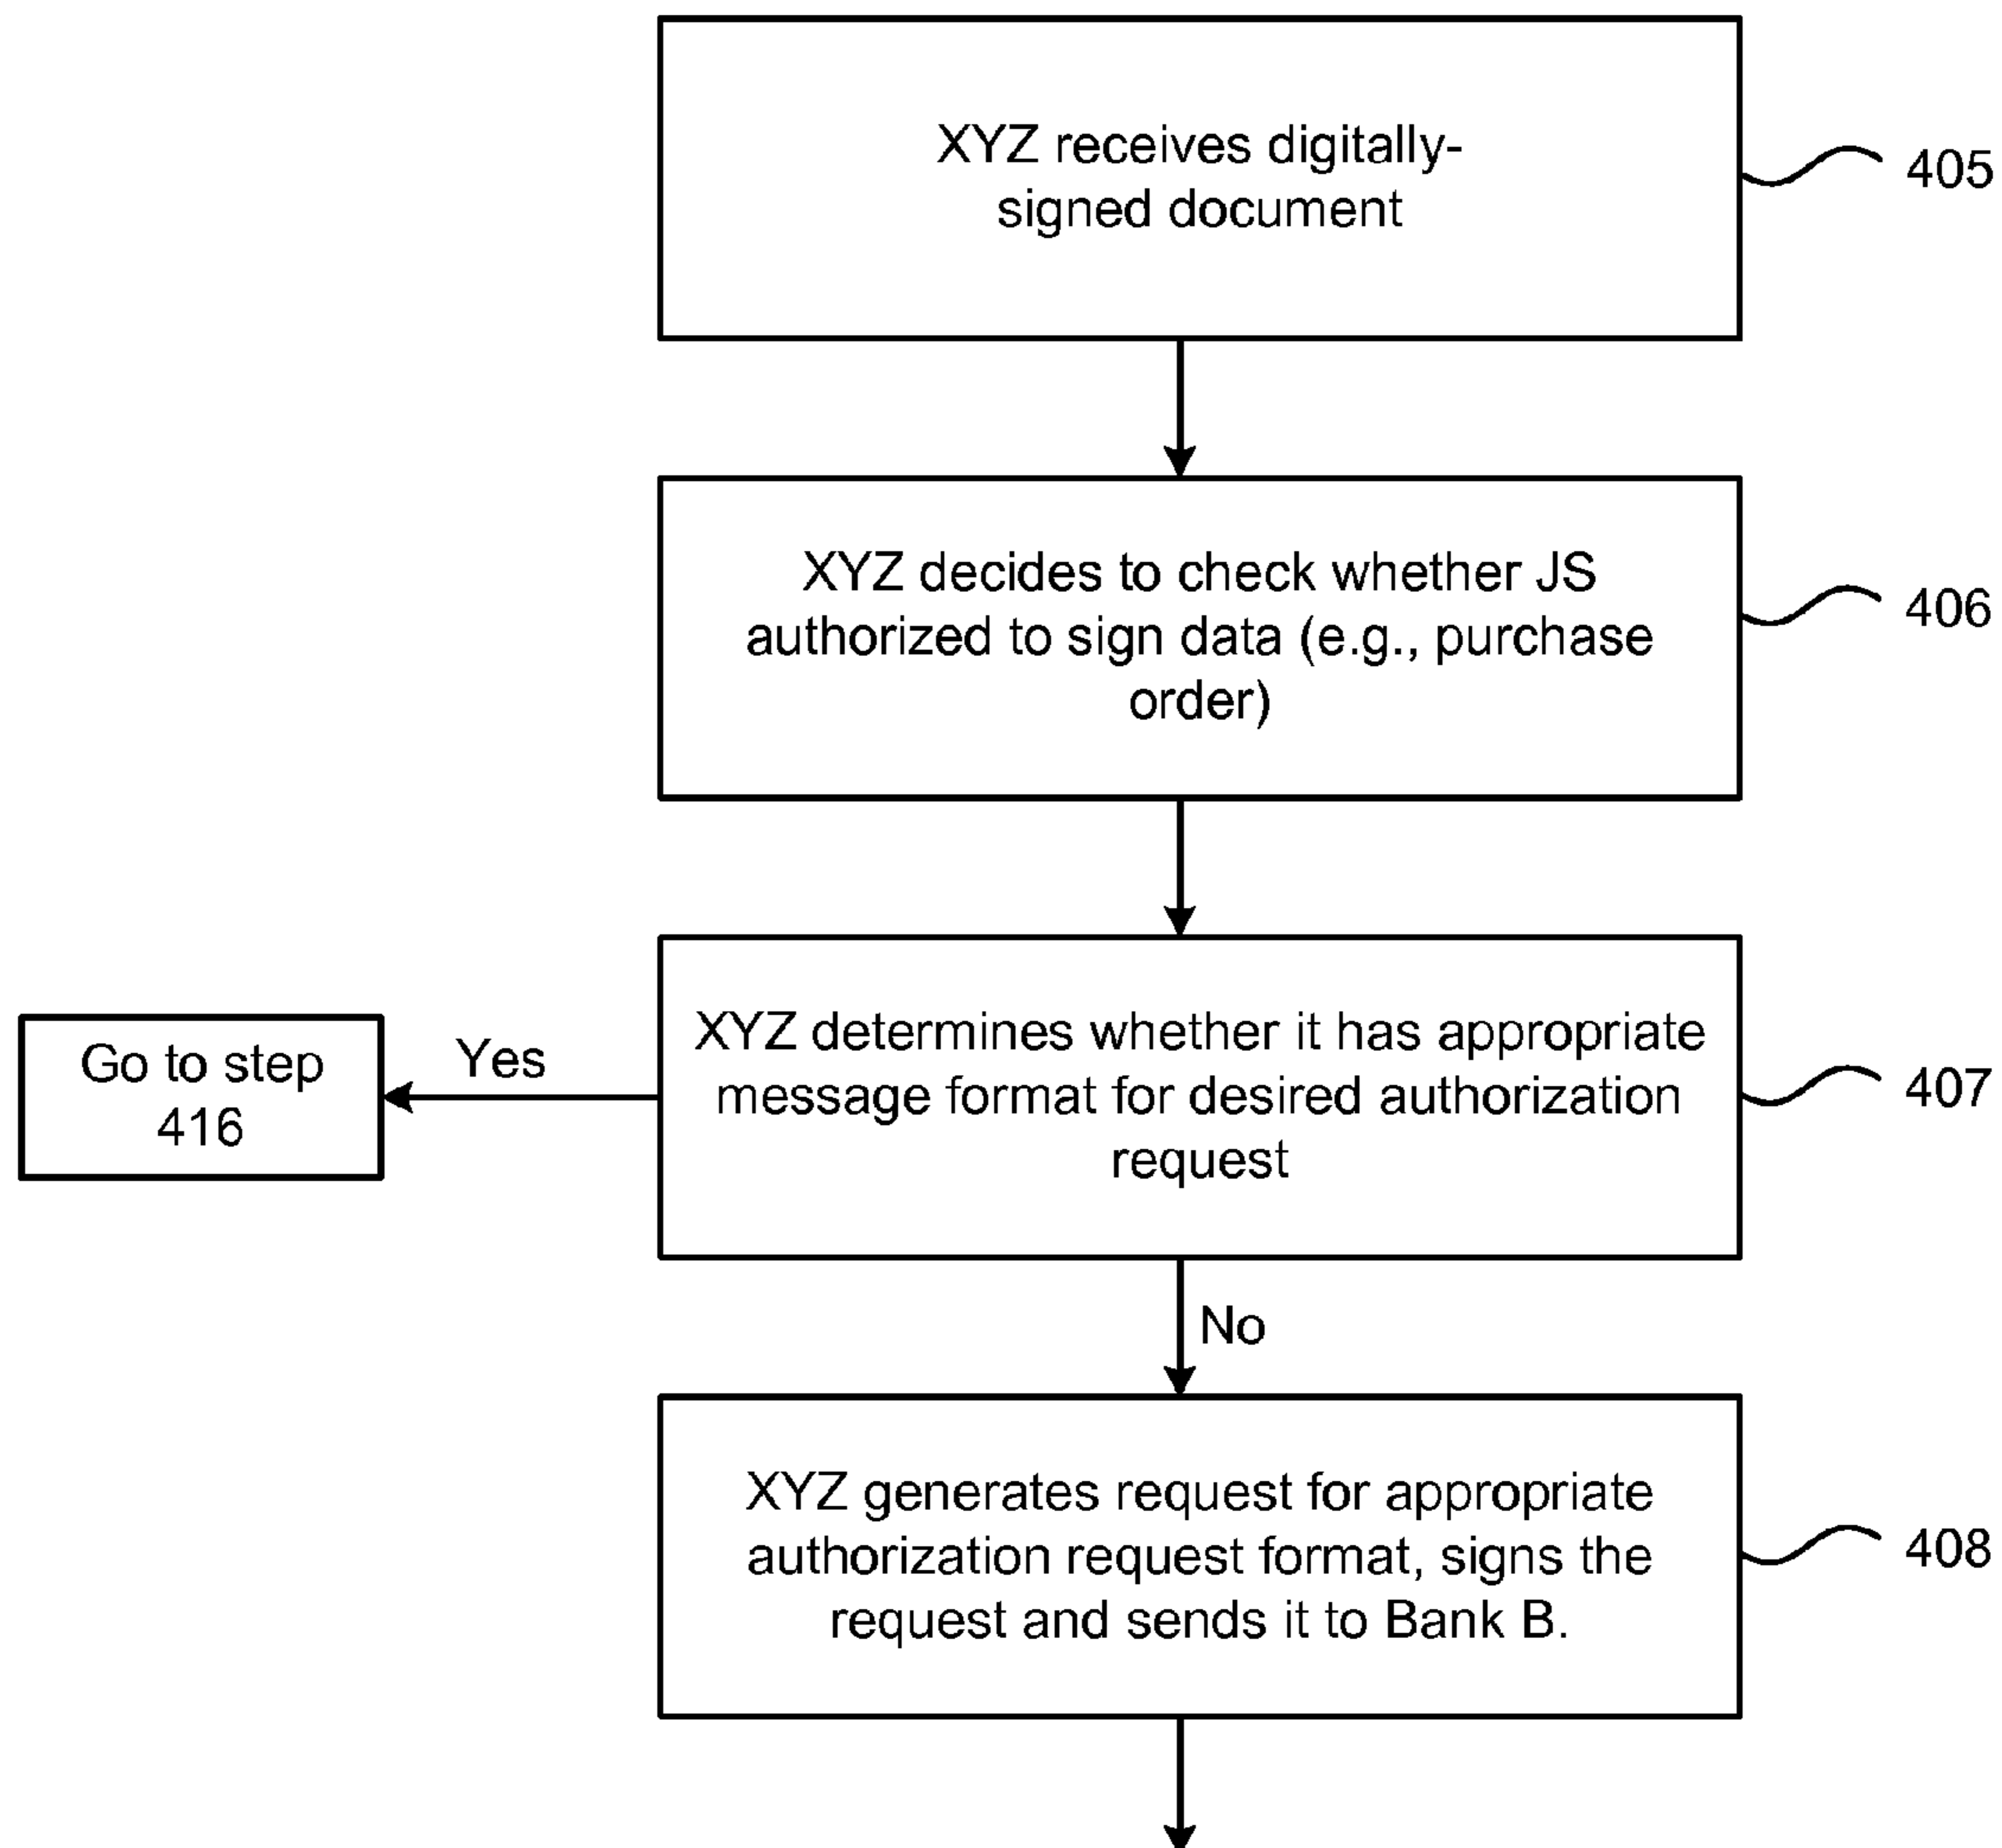 XYZ receives digitally-
signed document
405
XYZ decides to check whether JS
authorized to sign data (e.g., purchase
order)
406
XYZ determines whether it has appropriate
message format for desired authorization
request
407
Yes
Go to step
416
No
XYZ generates request for appropriate
authorization request format, signs the
request and sends it to Bank B.
408